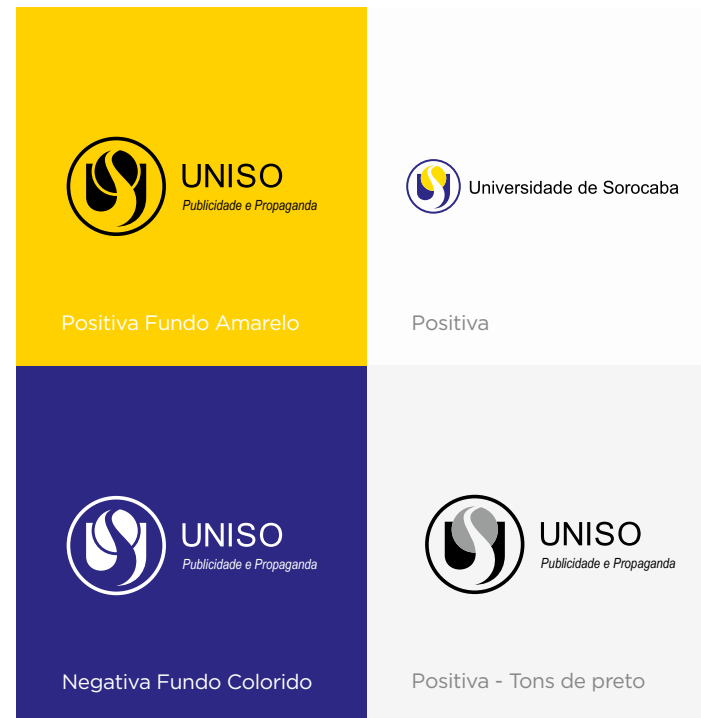 UNISO
Publicidade e Propaganda
Positiva Fundo Amarelo
Universidade de Sorocaba
Positiva
UNISO
Publicidade e Propaganda
Negativa Fundo Colorido
UNISO
Publicidade e Propaganda
Positiva - Tons de preto